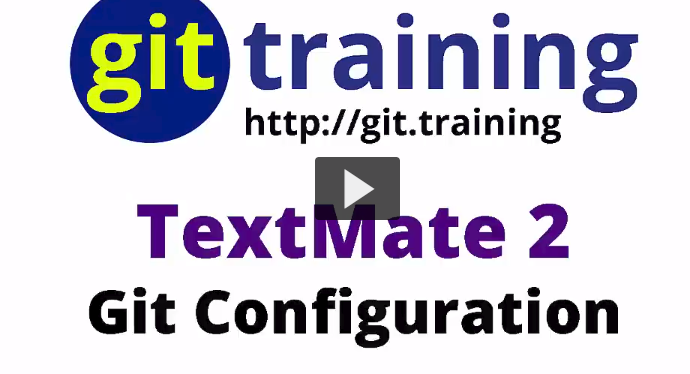 git training
http://git.training
TextMate 2
Git Configuration